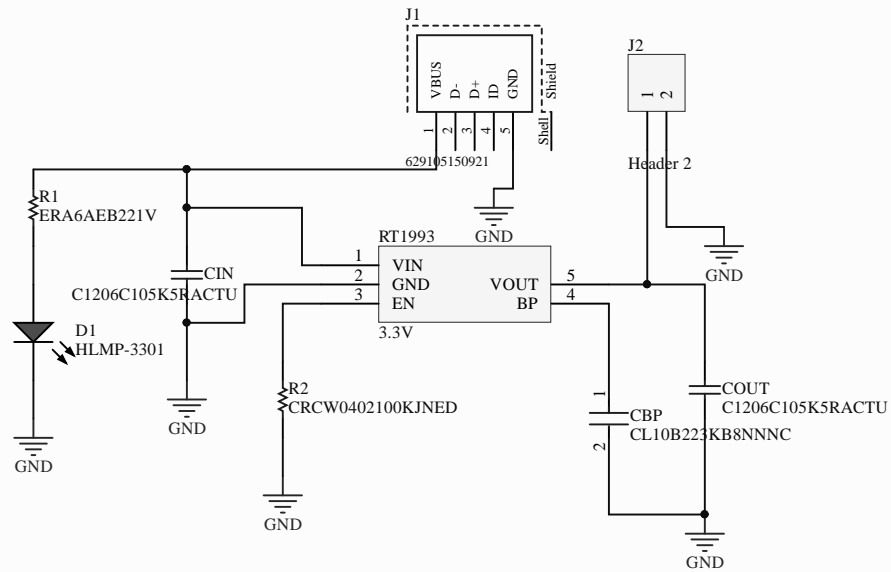 J1
J2
VBUS
D-
D+
ID
GND
Shield
Shell
1
2
3
4
5
1
2
629105150921
Header 2
R1
ERA6AEB221V
GND
GND
RT1993
1
VIN
2
GND
3
EN
VOUT
5
BP
4
3.3V
CIN
C1206C105K5RACTU
D1
HLMP-3301
R2
CRCW0402100KJNED
1
CBP
CL10B223KB8NNNC
2
COUT
C1206C105K5RACTU
GND
GND
GND
GND